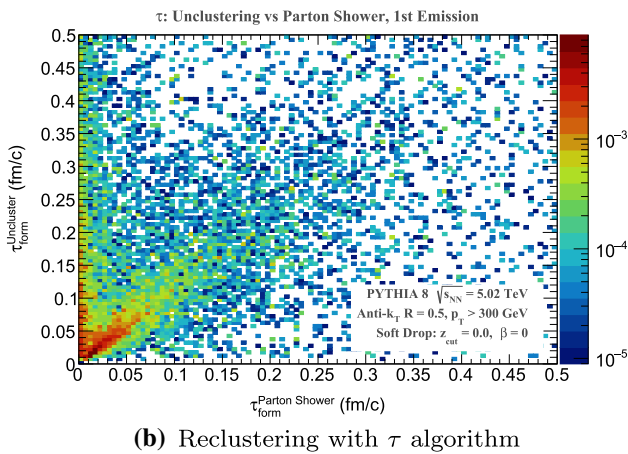 τ: Unclustering vs Parton Shower, 1st Emission
0.5
0.45
0.4
0.35
0.3
0.25
0.2
0.15
0.1
0.05
0
τ_form^Uncluster (fm/c)
0 0.05 0.1 0.15 0.2 0.25 0.3 0.35 0.4 0.45 0.5
τ_form^Parton Shower (fm/c)
PYTHIA 8 √s_NN = 5.02 TeV
Anti-k_T R = 0.5, p_T > 300 GeV
Soft Drop: z_cut = 0.0, β = 0
10⁻³
10⁻⁴
10⁻⁵
(b) Reclustering with τ algorithm